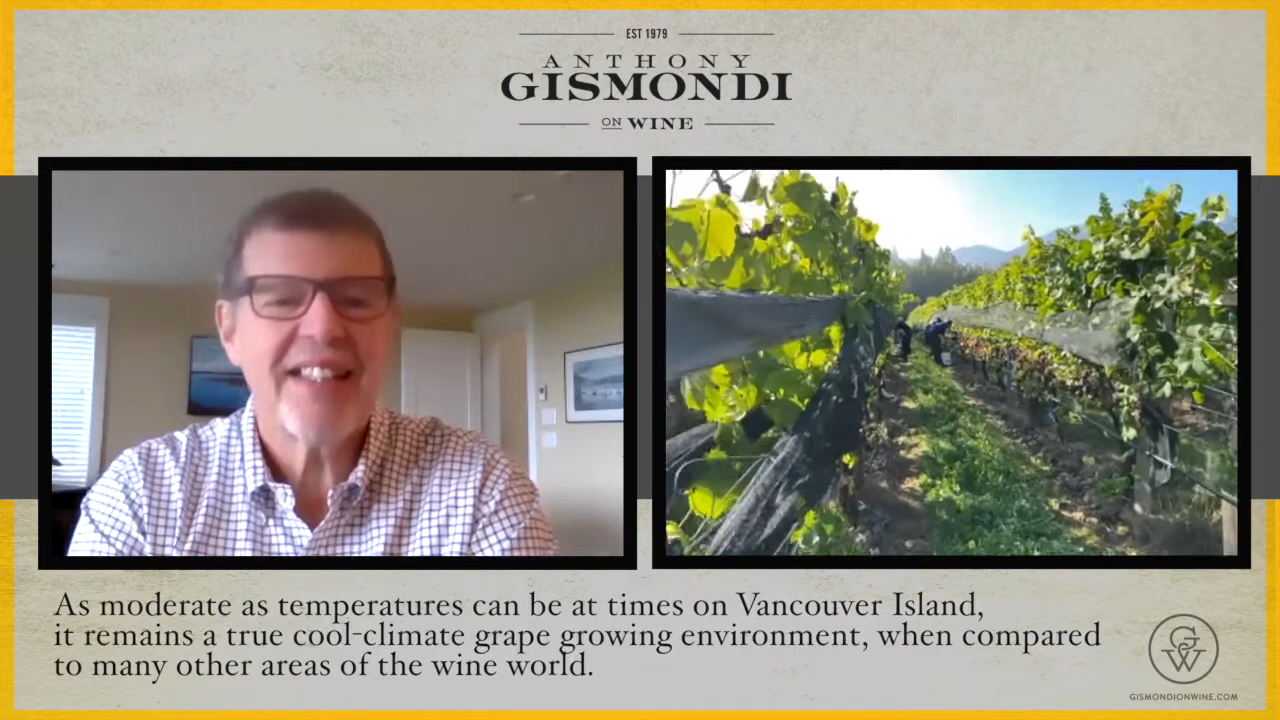 EST 1979
ANTHONY
GISMONDI
ON WINE
As moderate as temperatures can be at times on Vancouver Island,
it remains a true cool-climate grape growing environment, when compared
to many other areas of the wine world.
GW
GISMONDIONWINE.COM